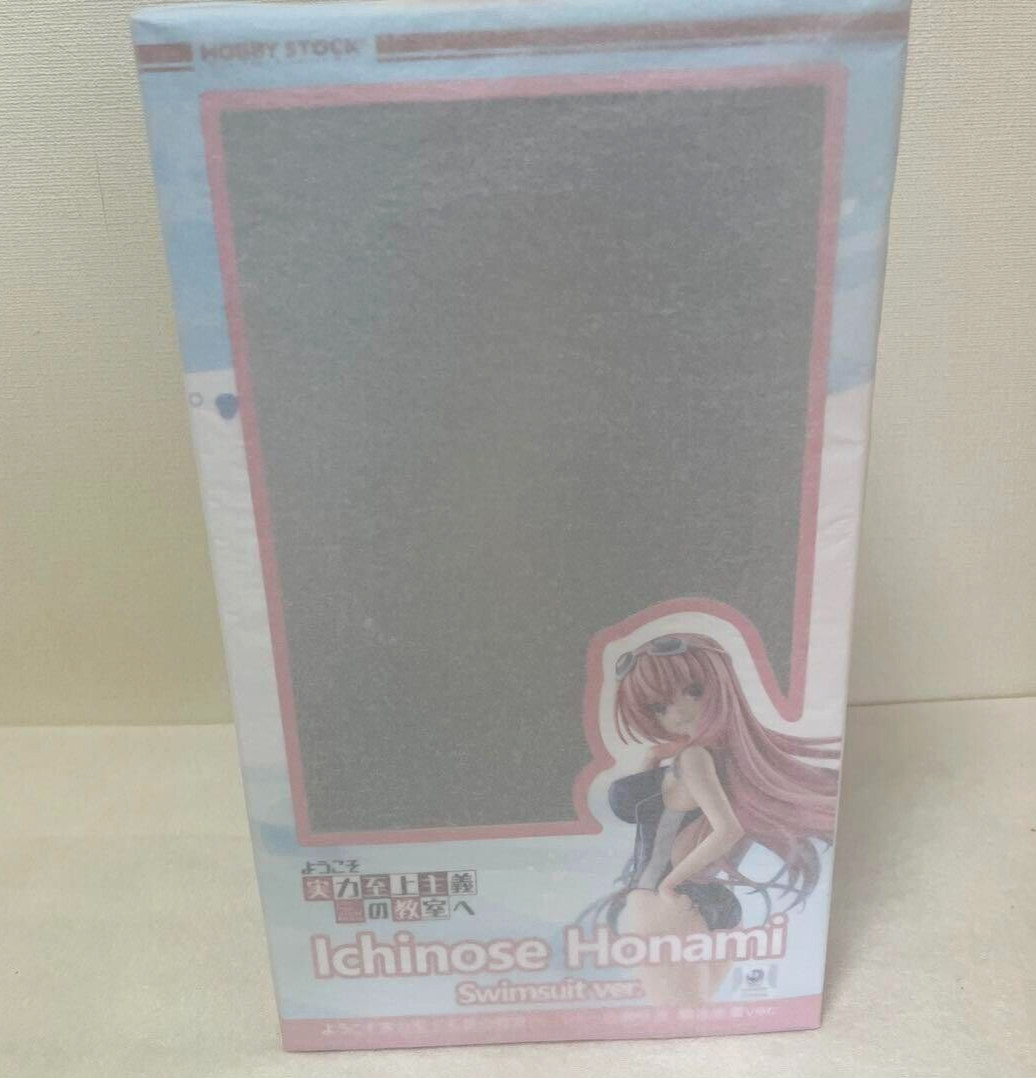 HOBBY STOCK
ようこそ
実力至上主義
の教室へ
Ichinose Honami
Swimsuit ver.